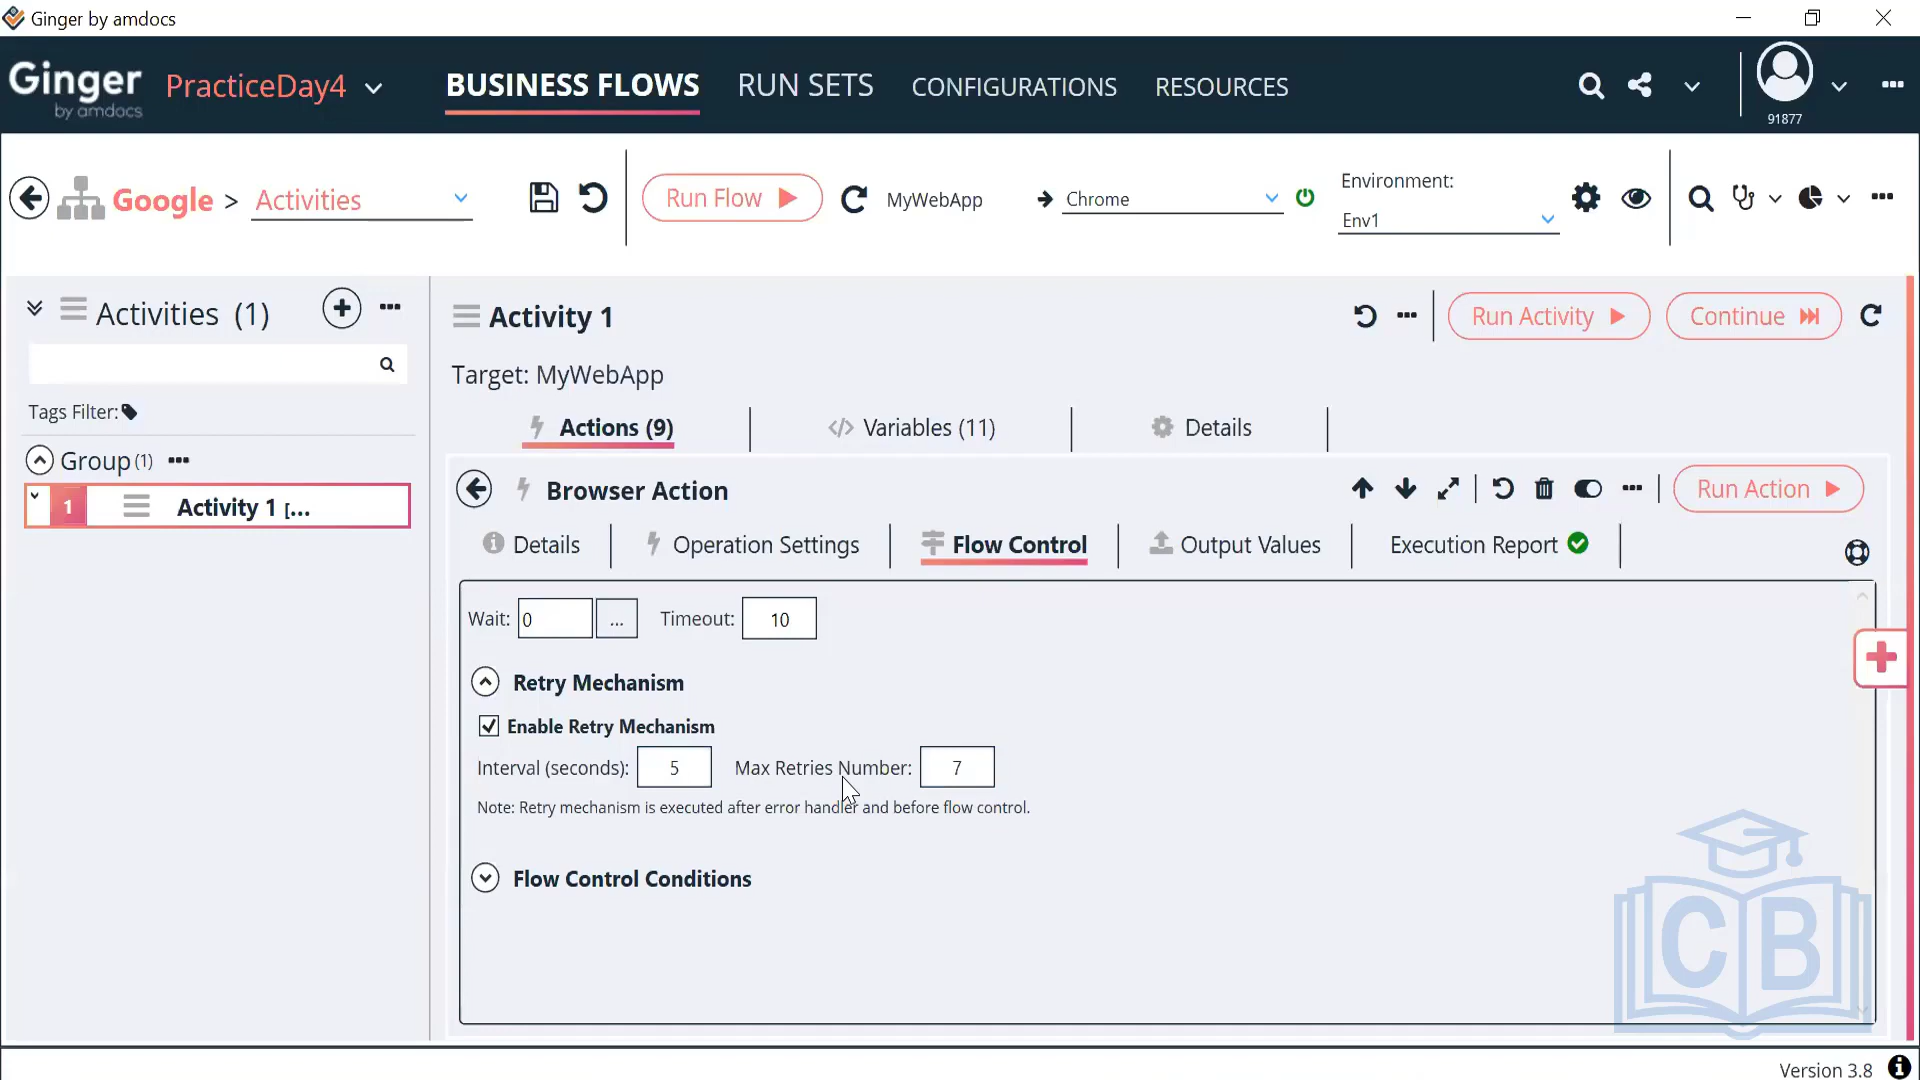 Ginger by amdocs
Ginger by amdocs PracticeDay4 BUSINESS FLOWS RUN SETS CONFIGURATIONS RESOURCES
91877
Google > Activities Run Flow MyWebApp Chrome Environment: Env1
Activities (1)
Tags Filter:
Group (1)
1 Activity 1 [...
Activity 1 Run Activity Continue
Target: MyWebApp
Actions (9) Variables (11) Details
Browser Action Run Action
Details Operation Settings Flow Control Output Values Execution Report
Wait: 0 ... Timeout: 10
Retry Mechanism
Enable Retry Mechanism
Interval (seconds): 5 Max Retries Number: 7
Note: Retry mechanism is executed after error handler and before flow control.
Flow Control Conditions
CB
Version 3.8